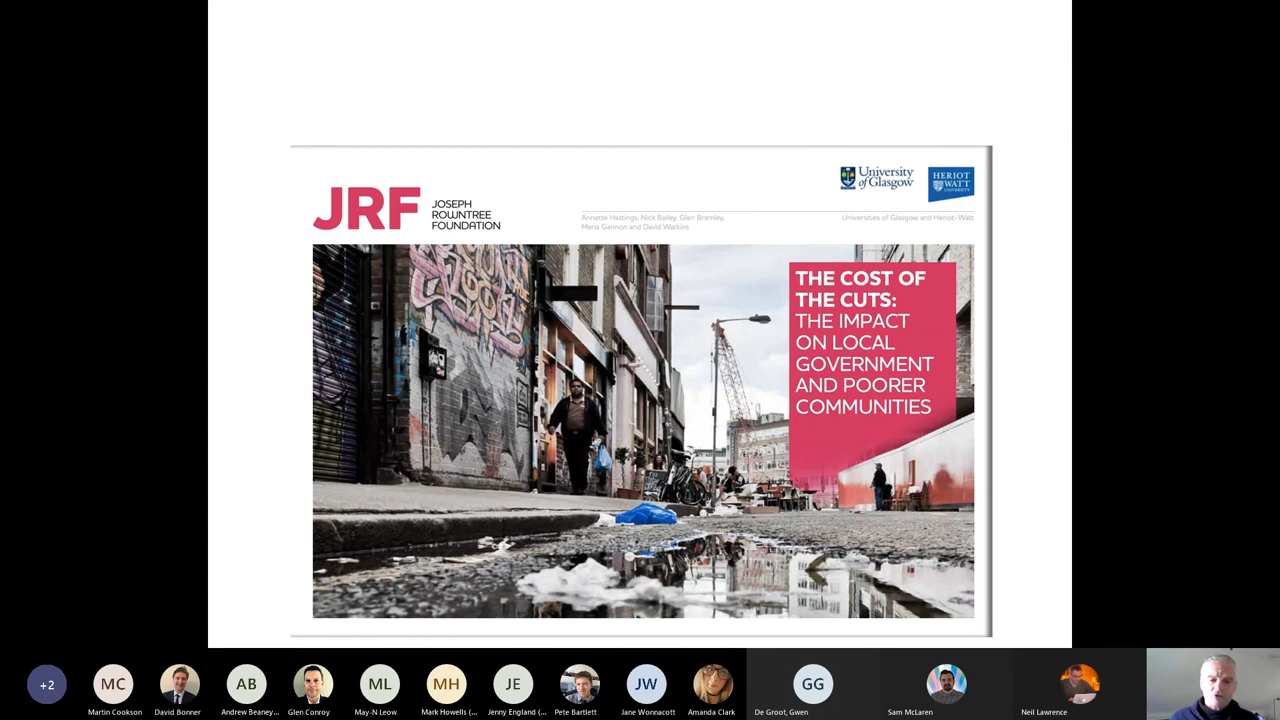 JRF
JOSEPH
ROWNTREE
FOUNDATION
Annette Hastings, Nick Bailey, Glen Bramley,
Maria Gannon and David Watkins
University
of Glasgow
HERIOT
WATT
UNIVERSITY
Universities of Glasgow and Heriot-Watt
THE COST OF
THE CUTS:
THE IMPACT
ON LOCAL
GOVERNMENT
AND POORER
COMMUNITIES
+2
MC
AB
ML
MH
JE
JW
GG
Martin Cookson
David Bonner
Andrew Beaney...
Glen Conroy
May-N Leow
Mark Howells (...
Jenny England (...
Pete Bartlett
Jane Wonnacott
Amanda Clark
De Groot, Gwen
Sam McLaren
Neil Lawrence